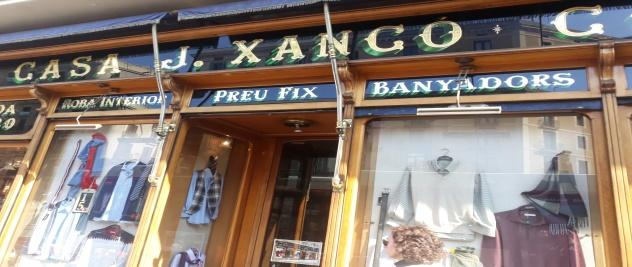 CASA J. XANCÓ · C
ROBA INTERIOR
PREU FIX
BANYADORS